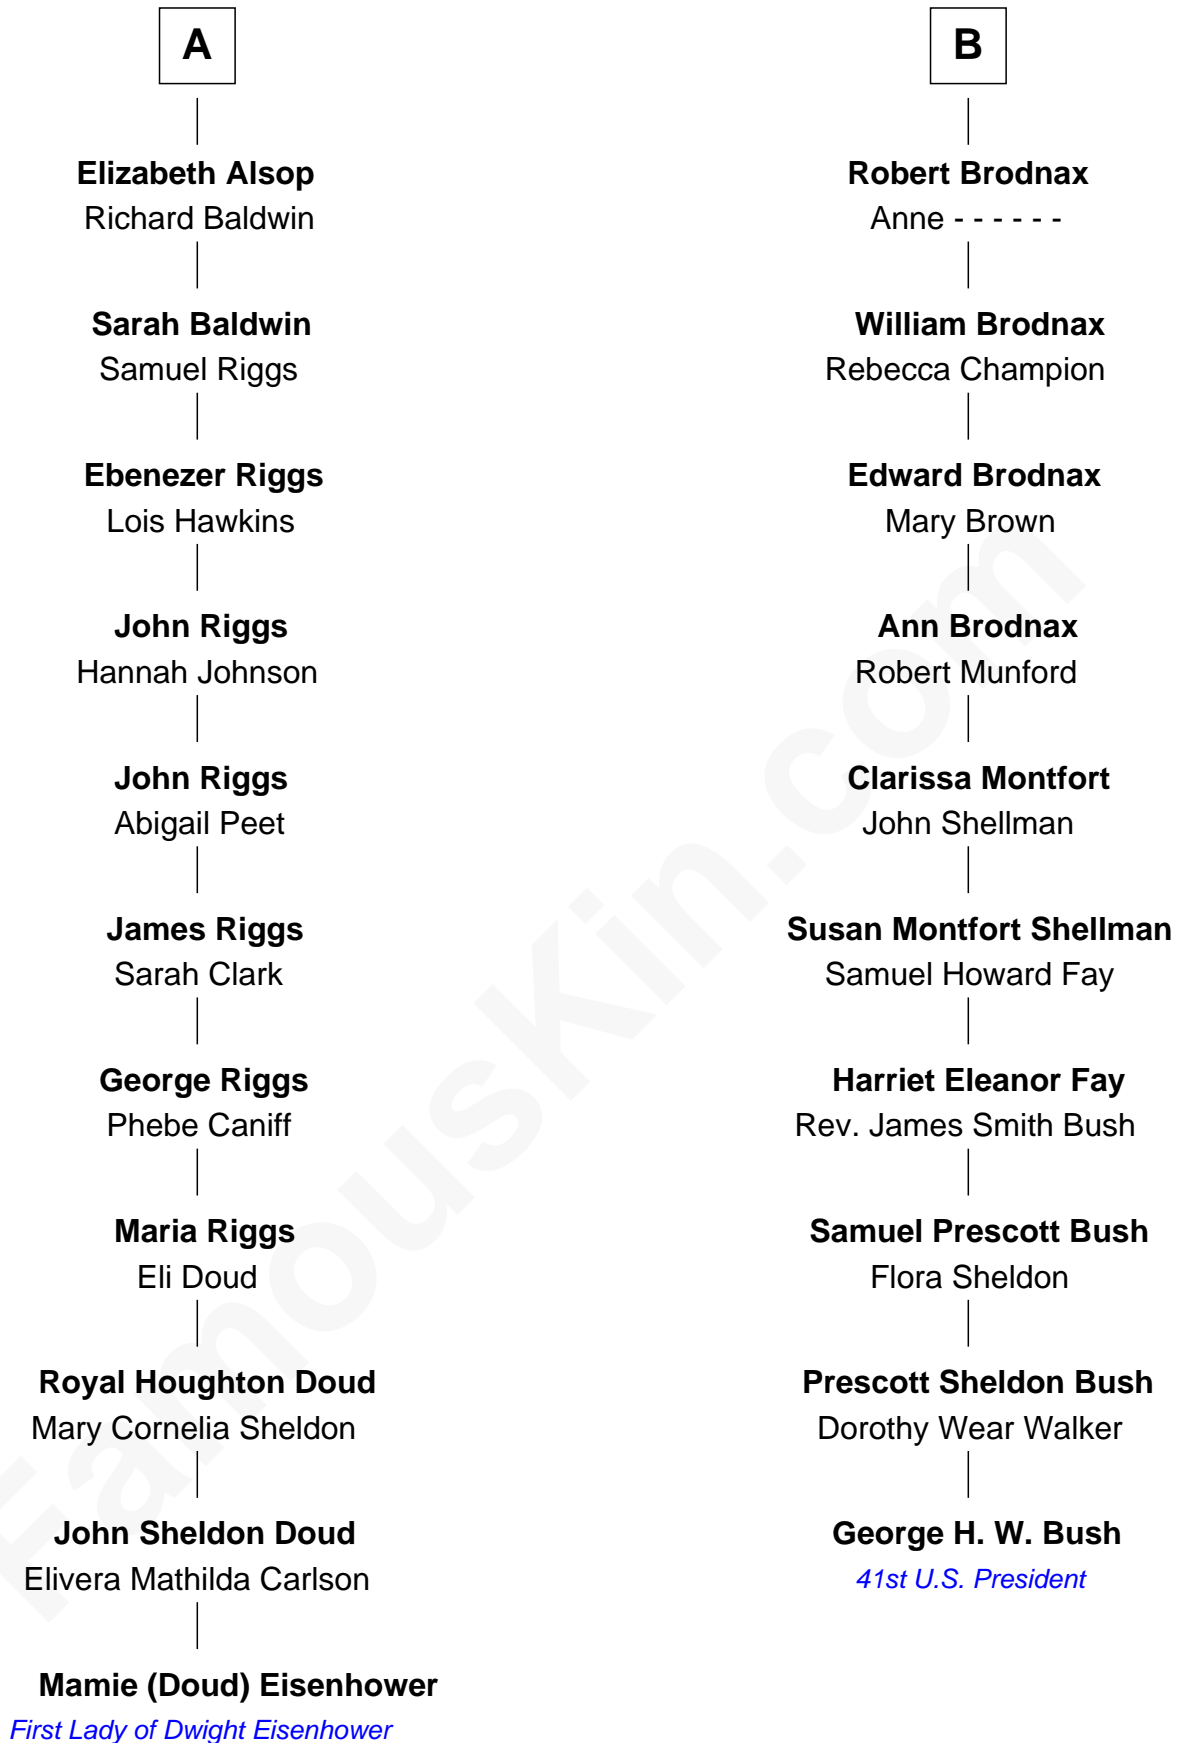 A
Elizabeth Alsop
Richard Baldwin
Sarah Baldwin
Samuel Riggs
Ebenezer Riggs
Lois Hawkins
John Riggs
Hannah Johnson
John Riggs
Abigail Peet
James Riggs
Sarah Clark
George Riggs
Phebe Caniff
Maria Riggs
Eli Doud
Royal Houghton Doud
Mary Cornelia Sheldon
John Sheldon Doud
Elivera Mathilda Carlson
Mamie (Doud) Eisenhower
First Lady of Dwight Eisenhower
B
Robert Brodnax
Anne - - - - - -
William Brodnax
Rebecca Champion
Edward Brodnax
Mary Brown
Ann Brodnax
Robert Munford
Clarissa Montfort
John Shellman
Susan Montfort Shellman
Samuel Howard Fay
Harriet Eleanor Fay
Rev. James Smith Bush
Samuel Prescott Bush
Flora Sheldon
Prescott Sheldon Bush
Dorothy Wear Walker
George H. W. Bush
41st U.S. President
FamousKin.com